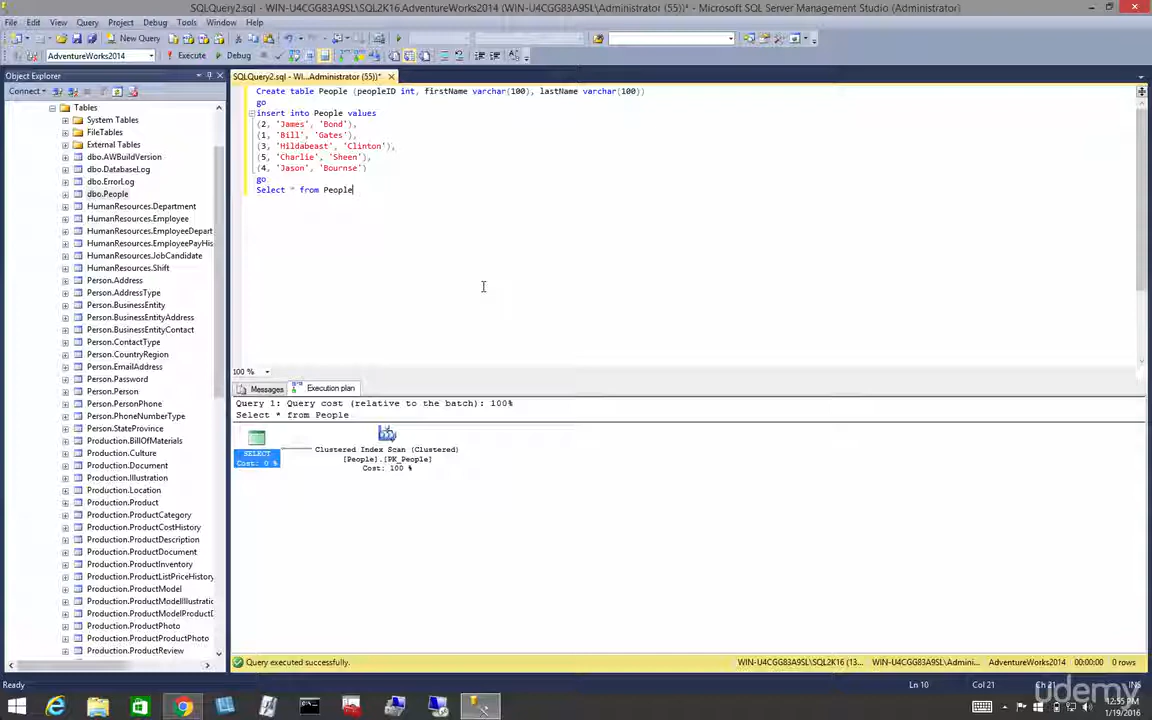 SQLQuery2.sql - WIN-U4CGG83A9SL\SQL2K16.AdventureWorks2014 (WIN-U4CGG83A9SL\Administrator (55))* - Microsoft SQL Server Management Studio (Administrator)
File Edit View Query Project Debug Tools Window Help
New Query
AdventureWorks2014 Execute Debug
Object Explorer
SQLQuery2.sql - Wi...Administrator (55))*
Connect
Tables
System Tables
FileTables
External Tables
dbo.AWBuildVersion
dbo.DatabaseLog
dbo.ErrorLog
dbo.People
HumanResources.Department
HumanResources.Employee
HumanResources.EmployeeDepart
HumanResources.EmployeePayHis
HumanResources.JobCandidate
HumanResources.Shift
Person.Address
Person.AddressType
Person.BusinessEntity
Person.BusinessEntityAddress
Person.BusinessEntityContact
Person.ContactType
Person.CountryRegion
Person.EmailAddress
Person.Password
Person.Person
Person.PersonPhone
Person.PhoneNumberType
Person.StateProvince
Production.BillOfMaterials
Production.Culture
Production.Document
Production.Illustration
Production.Location
Production.Product
Production.ProductCategory
Production.ProductCostHistory
Production.ProductDescription
Production.ProductDocument
Production.ProductInventory
Production.ProductListPriceHistory
Production.ProductModel
Production.ProductModelIllustratic
Production.ProductModelProductD
Production.ProductPhoto
Production.ProductProductPhoto
Production.ProductReview
Create table People (peopleID int, firstName varchar(100), lastName varchar(100))
go
insert into People values
(2, 'James', 'Bond'),
(1, 'Bill', 'Gates'),
(3, 'Hildabeast', 'Clinton'),
(5, 'Charlie', 'Sheen'),
(4, 'Jason', 'Bournse')
go
Select * from People
100 %
Messages Execution plan
Query 1: Query cost (relative to the batch): 100%
Select * from People
SELECT
Cost: 0 %
Clustered Index Scan (Clustered)
[People].[PK_People]
Cost: 100 %
Query executed successfully.
WIN-U4CGG83A9SL\SQL2K16 (13... WIN-U4CGG83A9SL\Admini... AdventureWorks2014 00:00:00 0 rows
Ready Ln 10 Col 21 Ch 21 INS
udemy
12:55 PM
1/19/2016